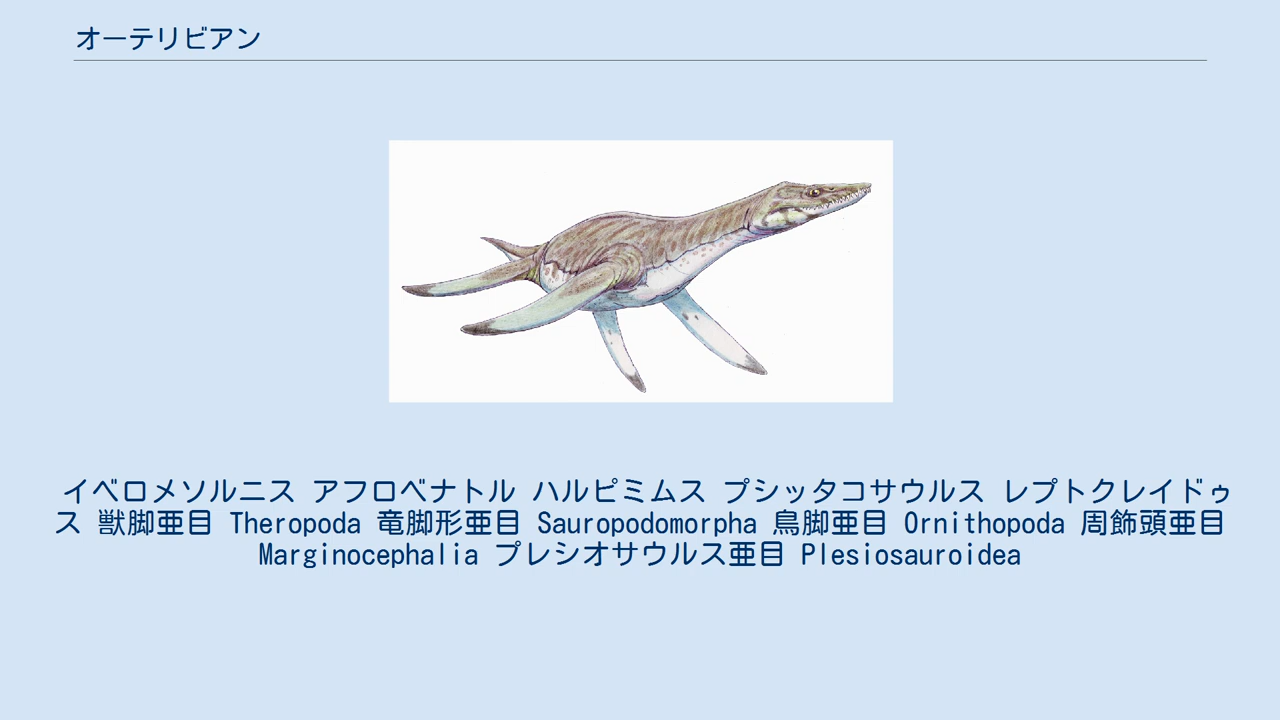 オーテリビアン
イベロメソルニス アフロベナトル ハルピミムス プシッタコサウルス レプトクレイドゥ
ス 獣脚亜目 Theropoda 竜脚形亜目 Sauropodomorpha 鳥脚亜目 Ornithopoda 周飾頭亜目
Marginocephalia プレシオサウルス亜目 Plesiosauroidea